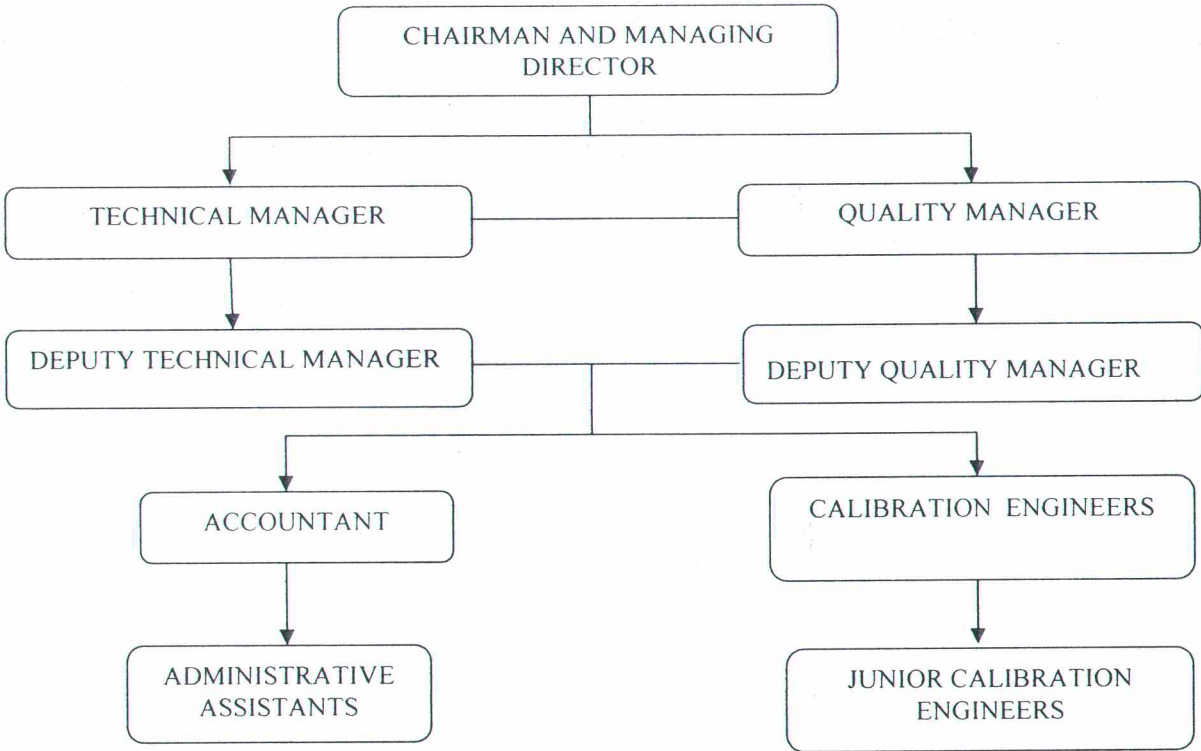 CHAIRMAN AND MANAGING
DIRECTOR
TECHNICAL MANAGER
QUALITY MANAGER
DEPUTY TECHNICAL MANAGER
DEPUTY QUALITY MANAGER
ACCOUNTANT
CALIBRATION ENGINEERS
ADMINISTRATIVE
ASSISTANTS
JUNIOR CALIBRATION
ENGINEERS